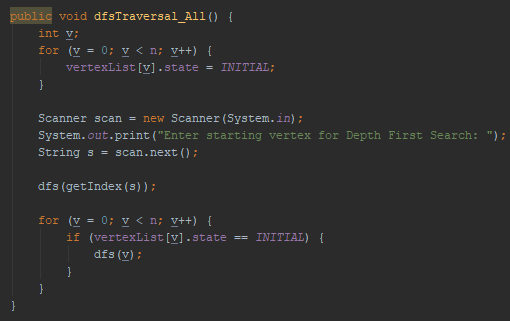 public void dfsTraversal_All() {
    int v;
    for (v = 0; v < n; v++) {
        vertexList[v].state = INITIAL;
    }

    Scanner scan = new Scanner(System.in);
    System.out.print("Enter starting vertex for Depth First Search: ");
    String s = scan.next();

    dfs(getIndex(s));

    for (v = 0; v < n; v++) {
        if (vertexList[v].state == INITIAL) {
            dfs(v);
        }
    }
}